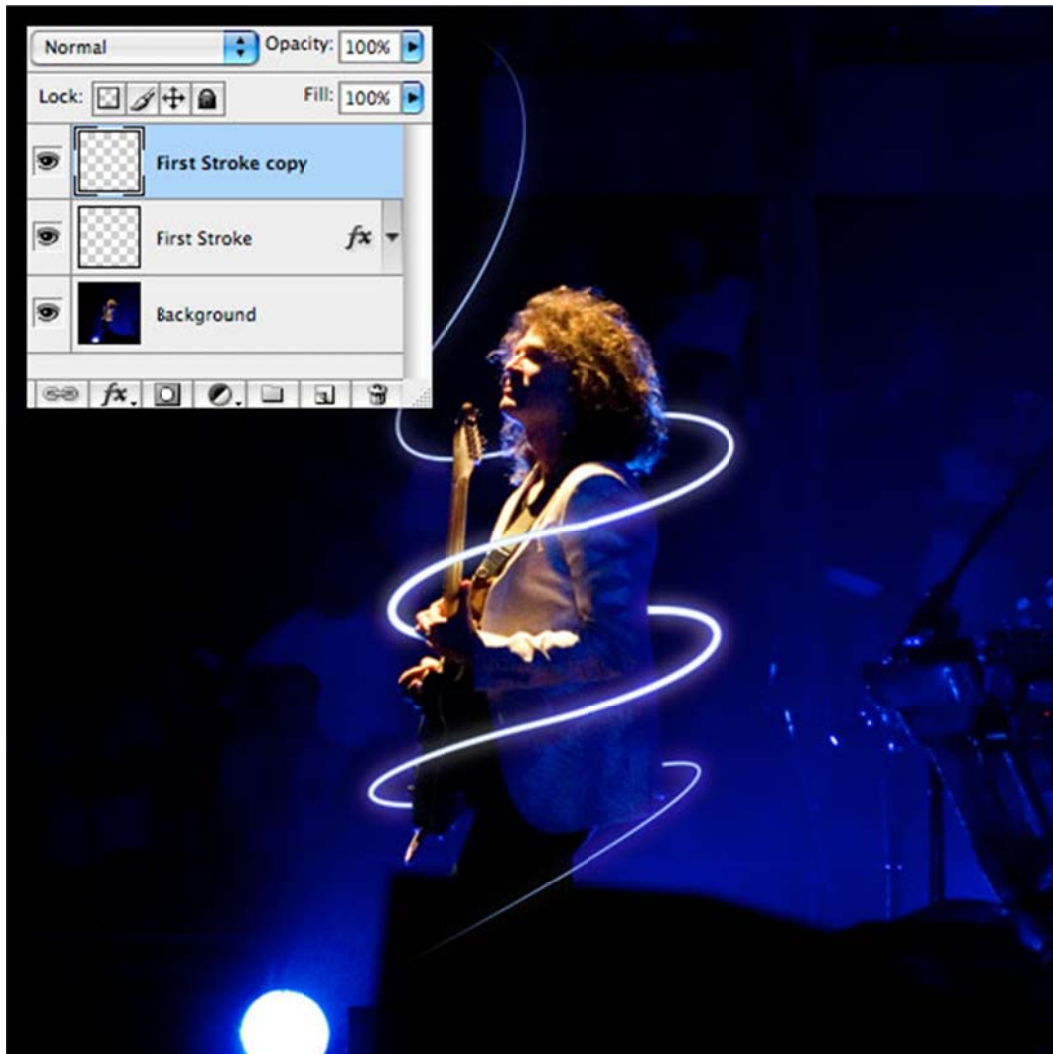 Normal Opacity: 100%
Lock: Fill: 100%
First Stroke copy
First Stroke fx
Background
fx.